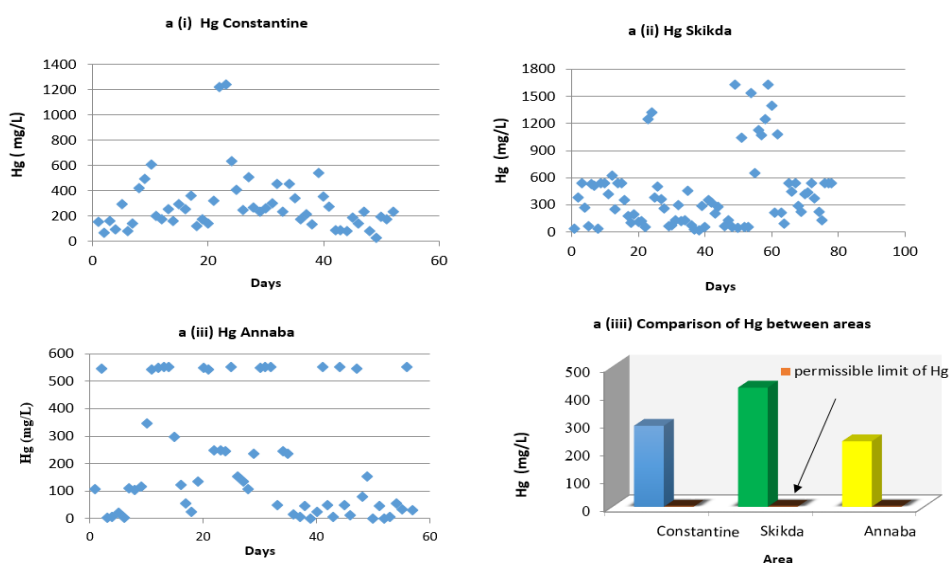 a (i) Hg Constantine
Hg ( mg/L)
1400
1200
1000
800
600
400
200
0
0 20 40 60
Days
a (ii) Hg Skikda
Hg (mg/L)
1800
1500
1200
900
600
300
0
0 20 40 60 80 100
Days
a (iii) Hg Annaba
Hg (mg/L)
600
500
400
300
200
100
0
0 20 40 60
Days
a (iiii) Comparison of Hg between areas
Hg (mg/L)
500
400
300
200
100
0
permissible limit of Hg
Constantine Skikda Annaba
Area